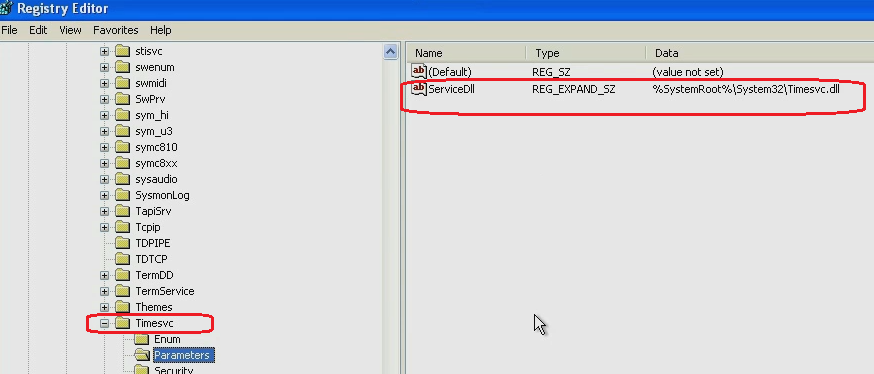 Registry Editor
File Edit View Favorites Help
stisvc
swenum
swmidi
SwPrv
sym_hi
sym_u3
symc810
symc8xx
sysaudio
SysmonLog
TapiSrv
Tcpip
TDPIPE
TDTCP
TermDD
TermService
Themes
Timesvc
Enum
Parameters
Security
Name Type Data
ab (Default) REG_SZ (value not set)
ab ServiceDll REG_EXPAND_SZ %SystemRoot%\System32\Timesvc.dll